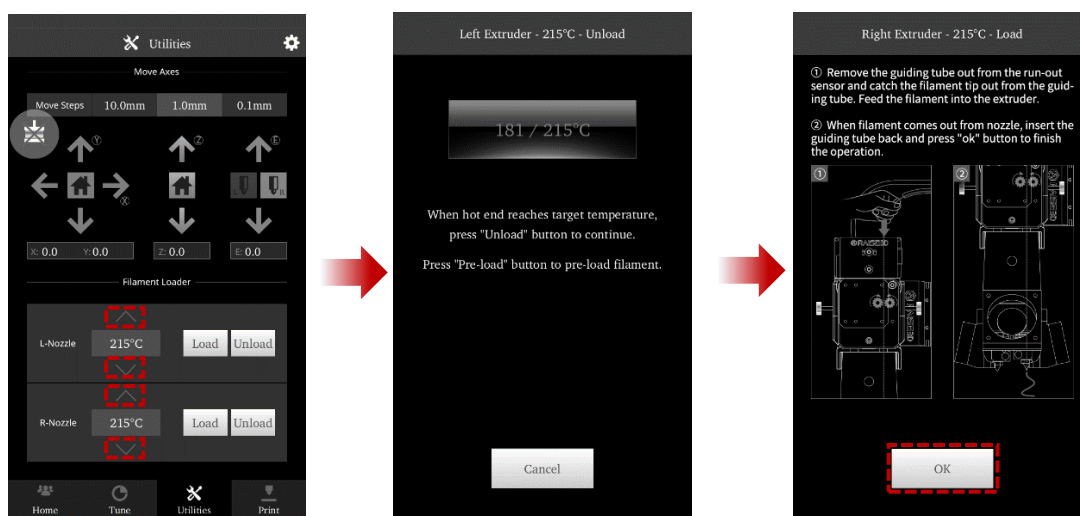 Utilities
Move Axes
Move Steps 10.0mm 1.0mm 0.1mm
Y Z E
X L R
X: 0.0 Y: 0.0 Z: 0.0 E: 0.0
Filament Loader
L-Nozzle 215°C Load Unload
R-Nozzle 215°C Load Unload
Home Tune Utilities Print
Left Extruder - 215°C - Unload
181 / 215°C
When hot end reaches target temperature,
press "Unload" button to continue.
Press "Pre-load" button to pre-load filament.
Cancel
Right Extruder - 215°C - Load
① Remove the guiding tube out from the run-out
sensor and catch the filament tip out from the guid-
ing tube. Feed the filament into the extruder.
② When filament comes out from nozzle, insert the
guiding tube back and press "ok" button to finish
the operation.
① ②
RAISE3D
OK